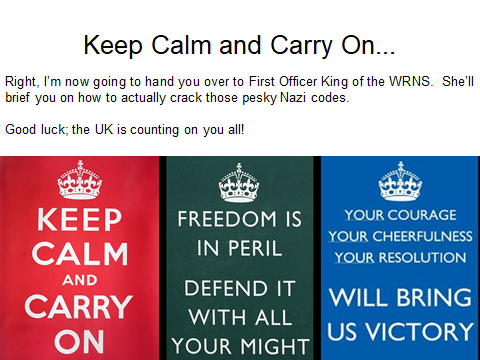 Keep Calm and Carry On...
Right, I'm now going to hand you over to First Officer King of the WRNS.  She'll
brief you on how to actually crack those pesky Nazi codes.
Good luck; the UK is counting on you all!
KEEP
CALM
AND
CARRY
ON
FREEDOM IS
IN PERIL
DEFEND IT
WITH ALL
YOUR MIGHT
YOUR COURAGE
YOUR CHEERFULNESS
YOUR RESOLUTION
WILL BRING
US VICTORY